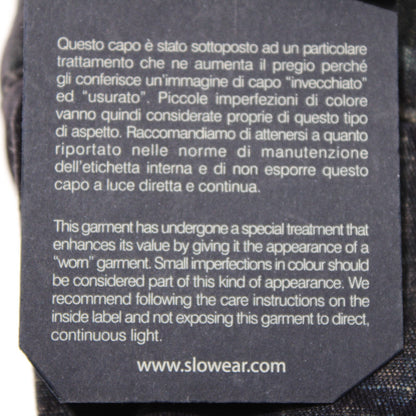 Questo capo è stato sottoposto ad un particolare
trattamento che ne aumenta il pregio perché
gli conferisce un'immagine di capo "invecchiato"
ed "usurato". Piccole imperfezioni di colore
vanno quindi considerate proprie di questo tipo
di aspetto. Raccomandiamo di attenersi a quanto
riportato nelle norme di manutenzione
dell'etichetta interna e di non esporre questo
capo a luce diretta e continua.
This garment has undergone a special treatment that
enhances its value by giving it the appearance of a
"worn" garment. Small imperfections in colour should
be considered part of this kind of appearance. We
recommend following the care instructions on the
inside label and not exposing this garment to direct,
continuous light.
www.slowear.com